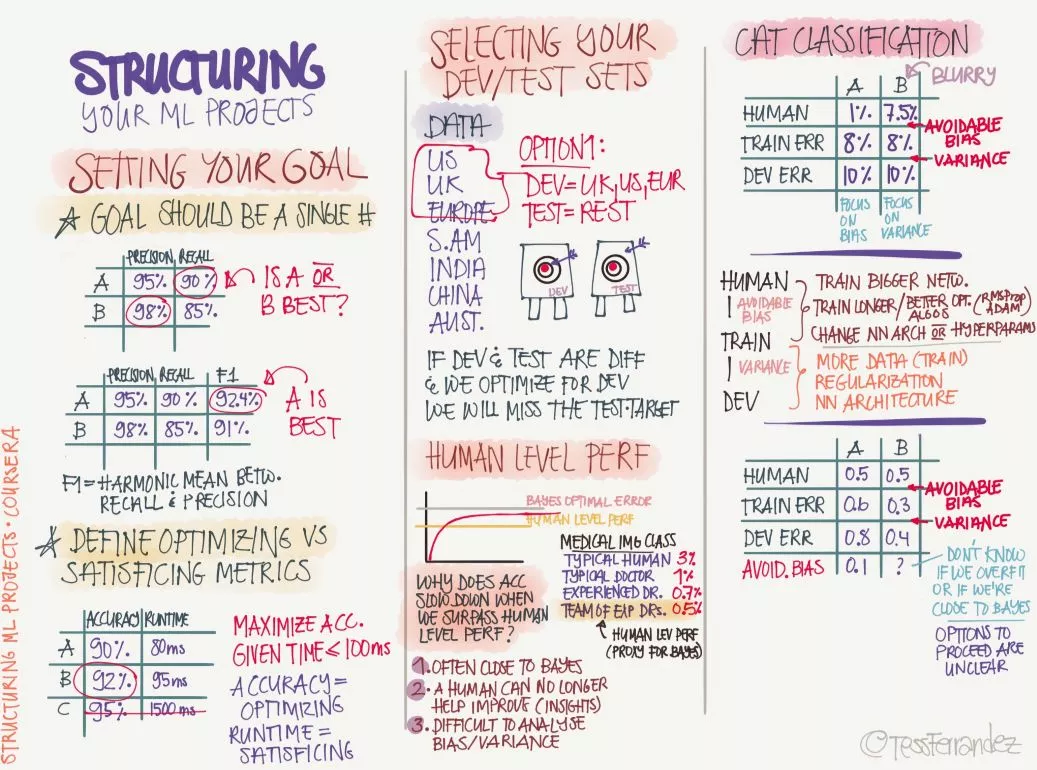 STRUCTURING
YOUR ML PROJECTS
SETTING YOUR GOAL
GOAL SHOULD BE A SINGLE #
PRECISION RECALL
A 95% 90%
B 98% 85%
IS A OR
B BEST?
PRECISION RECALL F1
A 95% 90% 92.4%
B 98% 85% 91%
A IS
BEST
F1 = HARMONIC MEAN BETW.
RECALL & PRECISION
DEFINE OPTIMIZING VS
SATISFICING METRICS
ACCURACY RUNTIME
A 90% 80ms
B 92% 95ms
C 95% 1500 ms
MAXIMIZE ACC.
GIVEN TIME ≤ 100ms
ACCURACY =
OPTIMIZING
RUNTIME =
SATISFICING
STRUCTURING ML PROJECTS · COURSERA
SELECTING YOUR
DEV/TEST SETS
DATA
US
UK
EUROPE
S.AM
INDIA
CHINA
AUST.
OPTION1:
DEV = UK, US, EUR
TEST = REST
DEV
TEST
IF DEV & TEST ARE DIFF
& WE OPTIMIZE FOR DEV
WE WILL MISS THE TEST-TARGET
HUMAN LEVEL PERF
BAYES OPTIMAL ERROR
HUMAN LEVEL PERF
MEDICAL IMG CLASS
TYPICAL HUMAN 3%
TYPICAL DOCTOR 1%
EXPERIENCED DR. 0.7%
TEAM OF EXP DRS. 0.5%
HUMAN LEV PERF
(PROXY FOR BAYES)
WHY DOES ACC
SLOW DOWN WHEN
WE SURPASS HUMAN
LEVEL PERF?
1. OFTEN CLOSE TO BAYES
2. A HUMAN CAN NO LONGER
HELP IMPROVE (INSIGHTS)
3. DIFFICULT TO ANALYSE
BIAS/VARIANCE
CAT CLASSIFICATION
BLURRY
A B
HUMAN 1% 7.5%
TRAIN ERR 8% 8%
DEV ERR 10% 10%
AVOIDABLE
BIAS
VARIANCE
FOCUS
ON
BIAS
FOCUS
ON
VARIANCE
HUMAN
AVOIDABLE
BIAS
TRAIN
VARIANCE
DEV
TRAIN BIGGER NETW.
TRAIN LONGER/BETTER OPT. ALGOS (RMSProp ADAM)
CHANGE NN ARCH OR HYPERPARAMS
MORE DATA (TRAIN)
REGULARIZATION
NN ARCHITECTURE
A B
HUMAN 0.5 0.5
TRAIN ERR 0.6 0.3
DEV ERR 0.8 0.4
AVOID. BIAS 0.1 ?
AVOIDABLE
BIAS
VARIANCE
DON'T KNOW
IF WE OVERFIT
OR IF WE'RE
CLOSE TO BAYES
OPTIONS TO
PROCEED ARE
UNCLEAR
©TessFerrandez